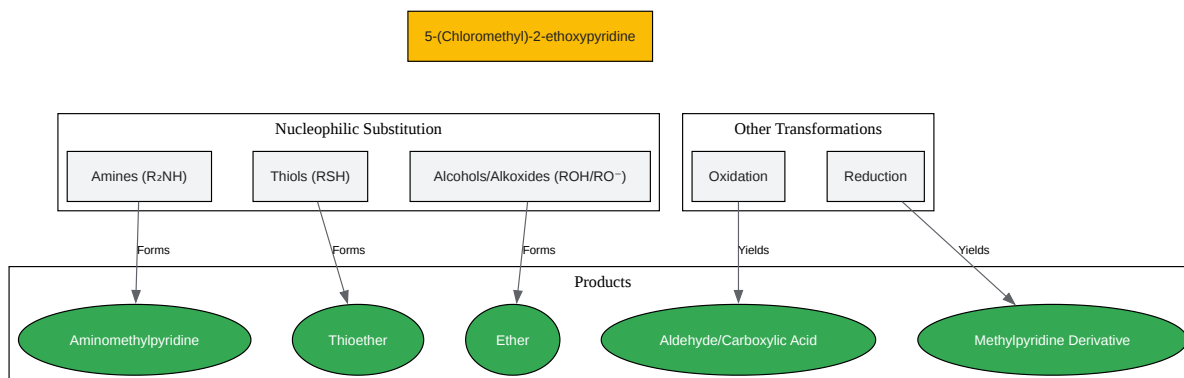 5-(Chloromethyl)-2-ethoxypyridine
Nucleophilic Substitution
Other Transformations
Amines (R₂NH)
Thiols (RSH)
Alcohols/Alkoxides (ROH/RO⁻)
Oxidation
Reduction
Forms
Forms
Forms
Yields
Yields
Products
Aminomethylpyridine
Thioether
Ether
Aldehyde/Carboxylic Acid
Methylpyridine Derivative